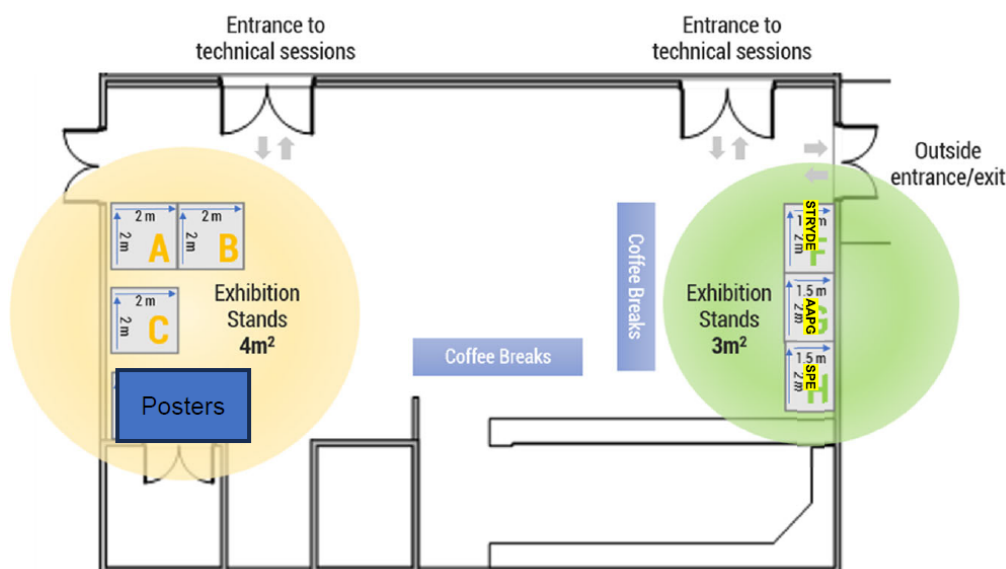 Entrance to
technical sessions
Entrance to
technical sessions
Outside
entrance/exit
2 m
2 m
A
2 m
2 m
B
2 m
2 m
C
Exhibition
Stands
4m²
Posters
Coffee Breaks
Coffee Breaks
Exhibition
Stands
3m²
STRYDE
2 m
1.5 m
2 m
AAPG
1.5 m
2 m
SPE
H